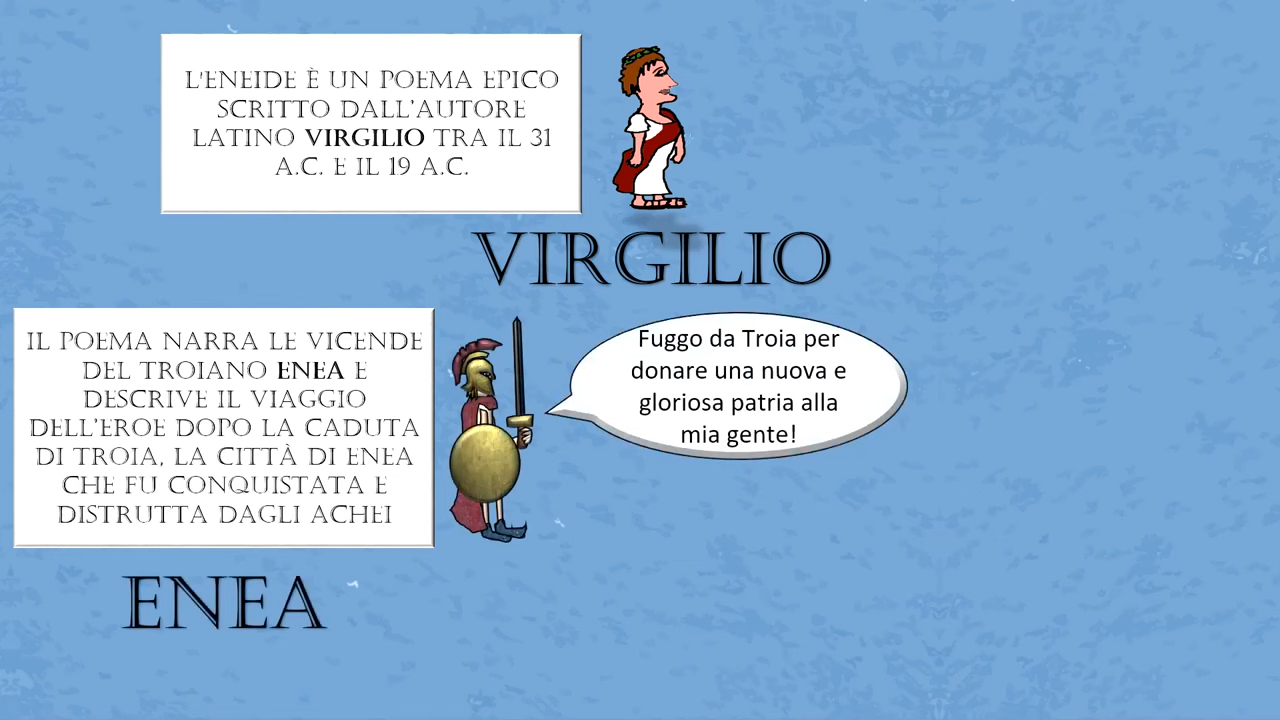 L'ENEIDE È UN POEMA EPICO
SCRITTO DALL'AUTORE
LATINO VIRGILIO TRA IL 31
A.C. E IL 19 A.C.
VIRGILIO
IL POEMA NARRA LE VICENDE
DEL TROIANO ENEA E
DESCRIVE IL VIAGGIO
DELL'EROE DOPO LA CADUTA
DI TROIA, LA CITTÀ DI ENEA
CHE FU CONQUISTATA E
DISTRUTTA DAGLI ACHEI
Fuggo da Troia per
donare una nuova e
gloriosa patria alla
mia gente!
ENEA